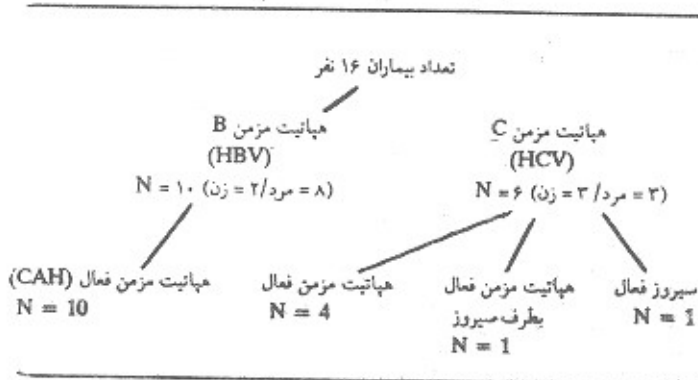 تعداد بیماران ۱۶ نفر
هپاتیت مزمن C
(HCV)
N = ۶ (۳ = مرد/ ۳ = زن)
هپاتیت مزمن B
(HBV)
N = ۱۰ (۸ = مرد/۲ = زن)
سیروز فعال
N = 1
هپاتیت مزمن فعال
بطرف سیروز
N = 1
هپاتیت مزمن فعال
N = 4
هپاتیت مزمن فعال (CAH)
N = 10